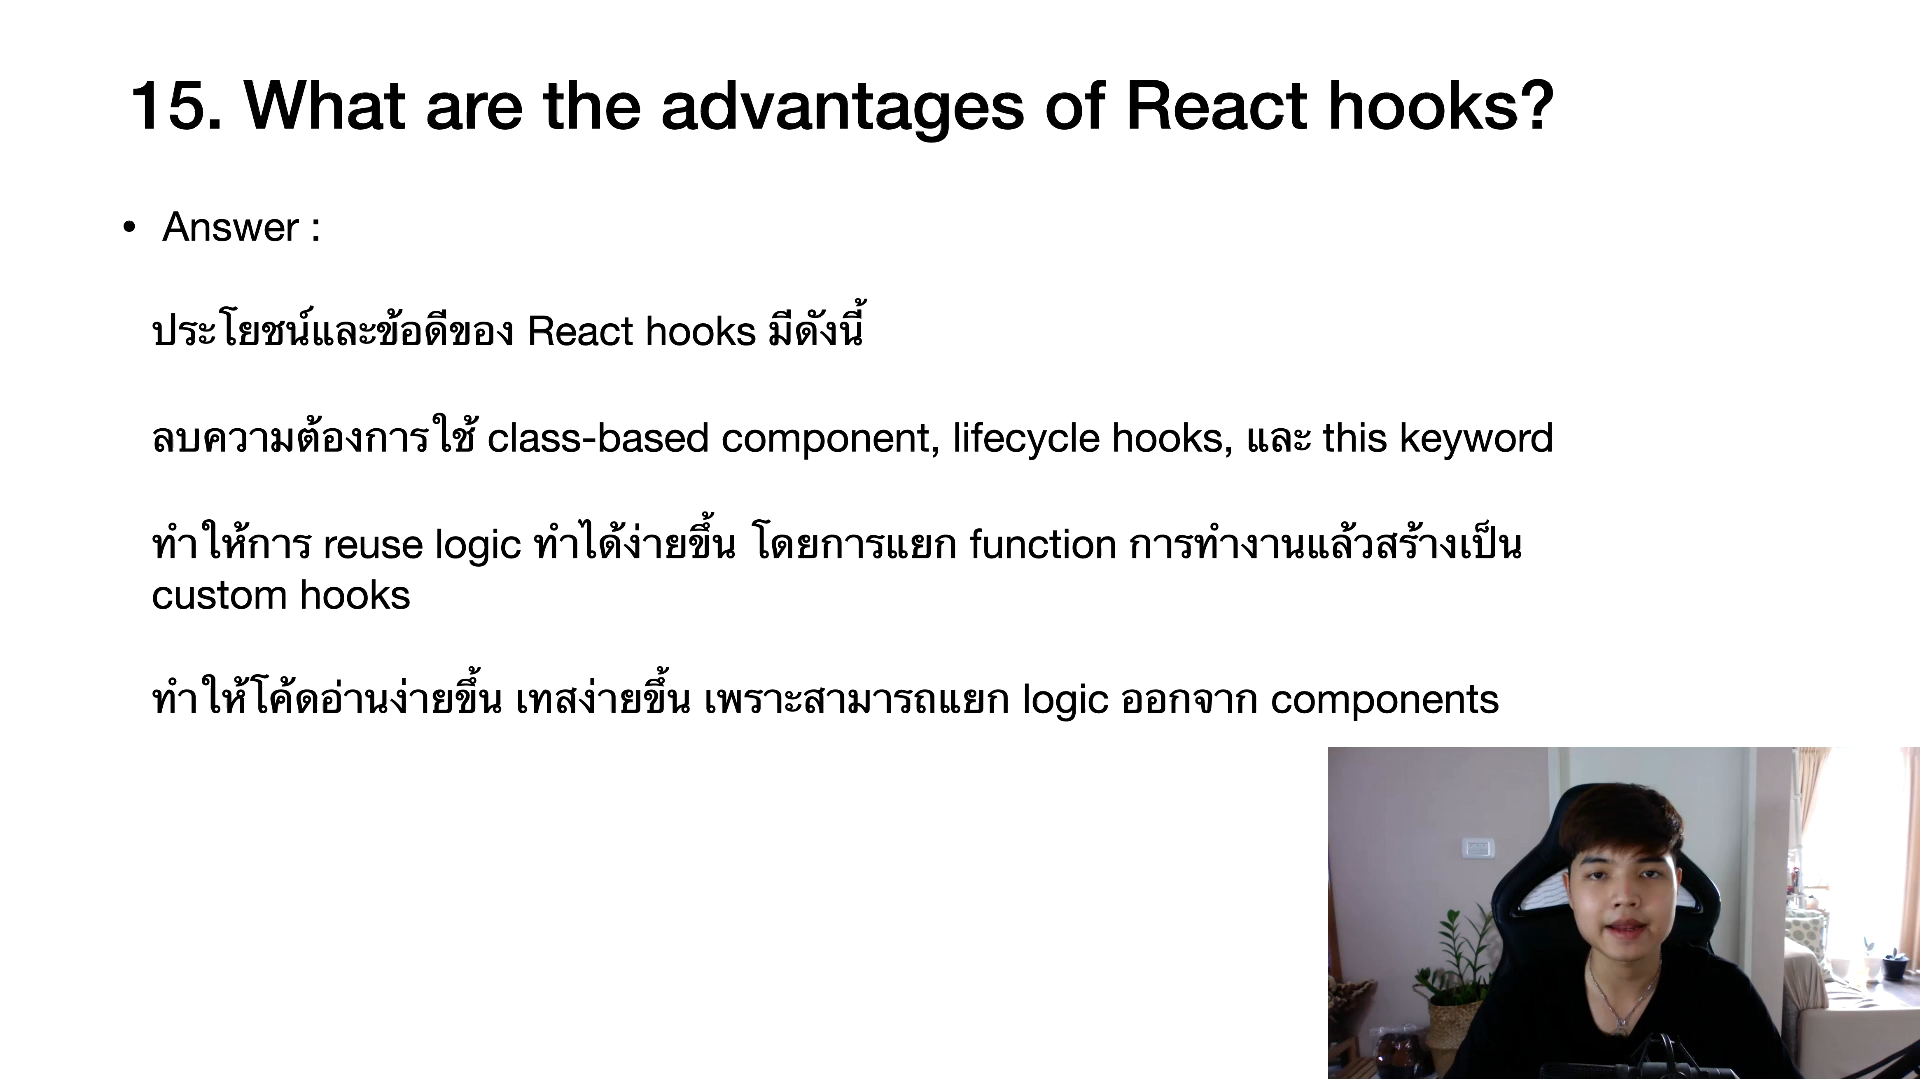 15. What are the advantages of React hooks?
• Answer :
ประโยชน์และข้อดีของ React hooks มีดังนี้
ลบความต้องการใช้ class-based component, lifecycle hooks, และ this keyword
ทำให้การ reuse logic ทำได้ง่ายขึ้น โดยการแยก function การทำงานแล้วสร้างเป็น
custom hooks
ทำให้โค้ดอ่านง่ายขึ้น เทสง่ายขึ้น เพราะสามารถแยก logic ออกจาก components